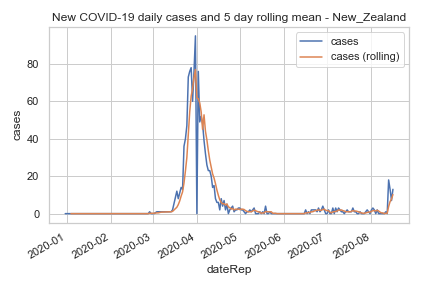 New COVID-19 daily cases and 5 day rolling mean - New_Zealand
cases
cases (rolling)
cases
80
60
40
20
0
2020-01
2020-02
2020-03
2020-04
2020-05
2020-06
2020-07
2020-08
dateRep